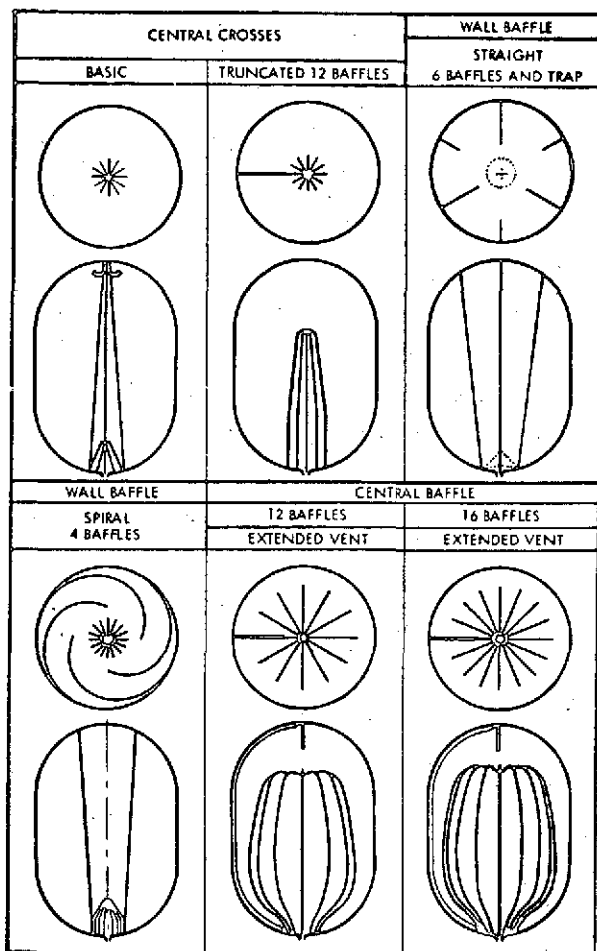 CENTRAL CROSSES
WALL BAFFLE
BASIC
TRUNCATED 12 BAFFLES
STRAIGHT
6 BAFFLES AND TRAP
WALL BAFFLE
CENTRAL BAFFLE
SPIRAL
4 BAFFLES
12 BAFFLES
16 BAFFLES
EXTENDED VENT
EXTENDED VENT